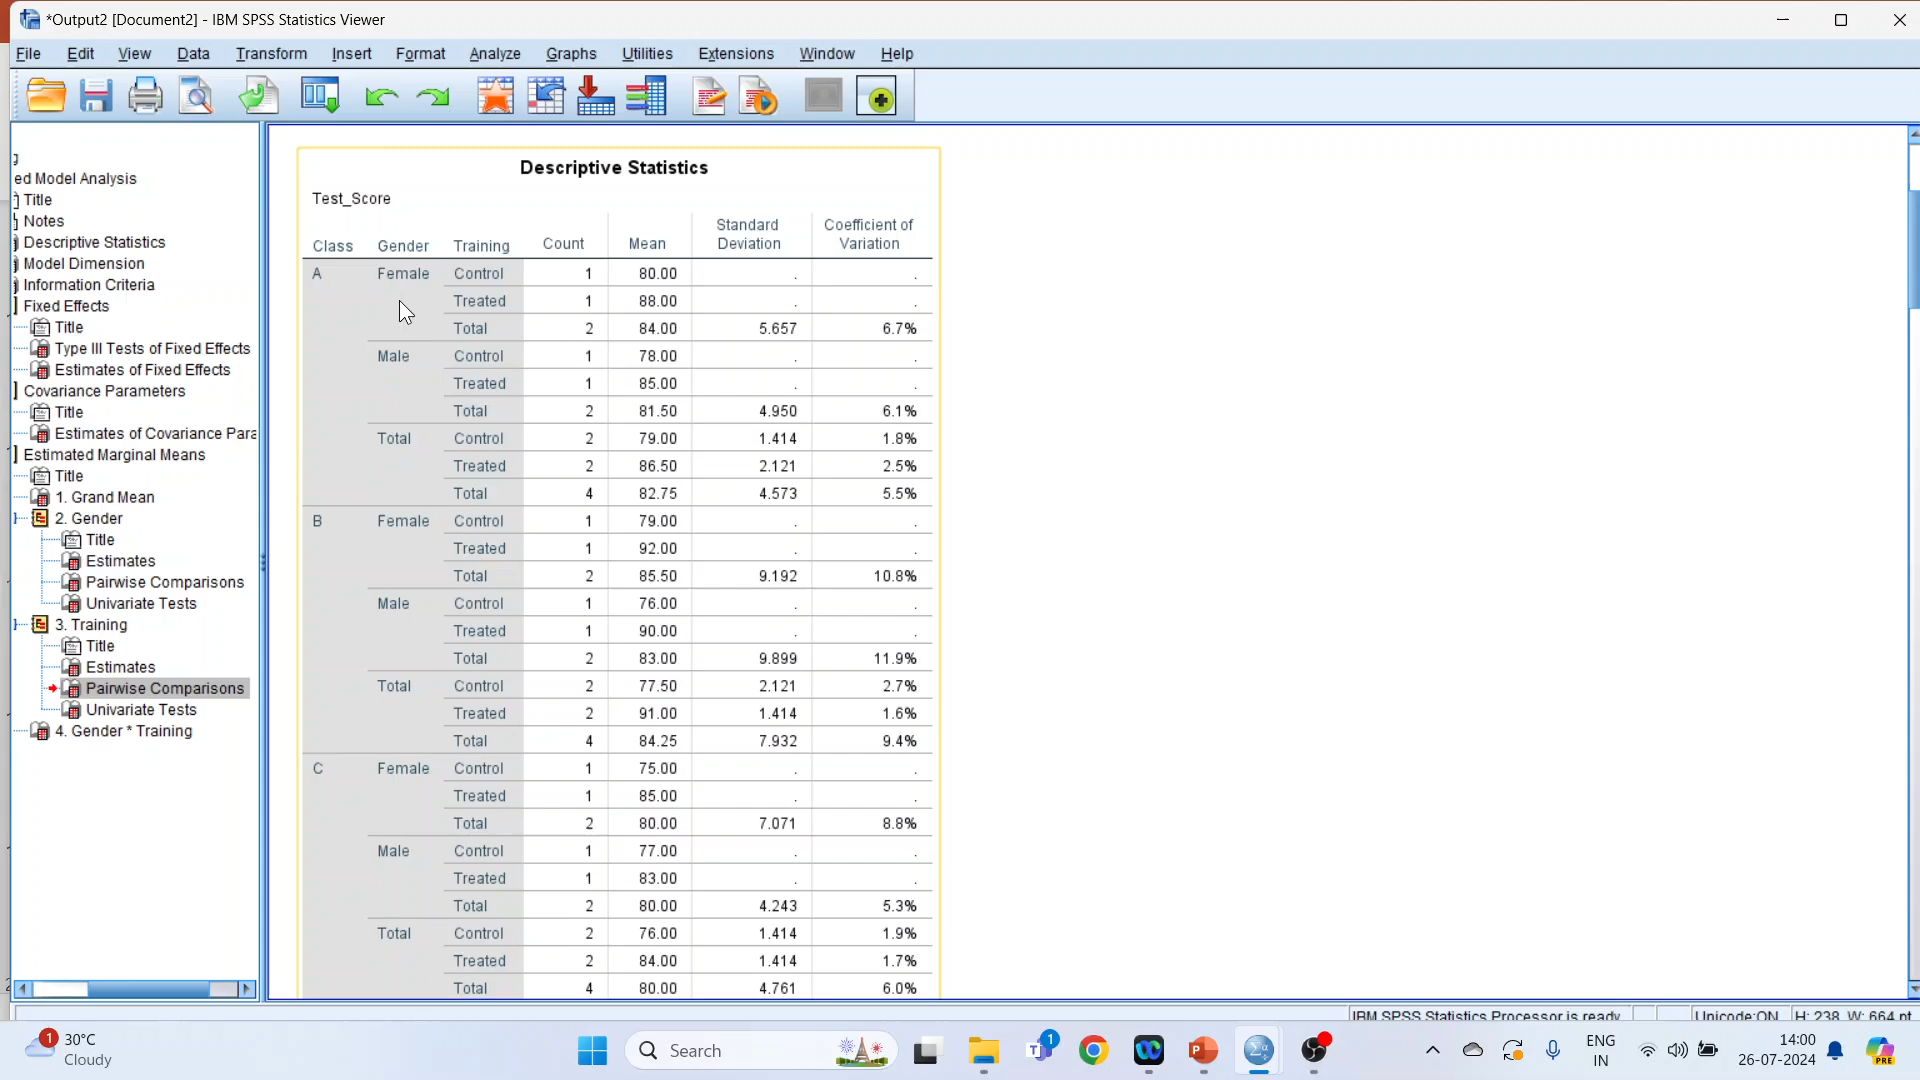 *Output2 [Document2] - IBM SPSS Statistics Viewer
File Edit View Data Transform Insert Format Analyze Graphs Utilities Extensions Window Help
ed Model Analysis
Title
Notes
Descriptive Statistics
Model Dimension
Information Criteria
Fixed Effects
Title
Type III Tests of Fixed Effects
Estimates of Fixed Effects
Covariance Parameters
Title
Estimates of Covariance Para
Estimated Marginal Means
Title
1. Grand Mean
2. Gender
Title
Estimates
Pairwise Comparisons
Univariate Tests
3. Training
Title
Estimates
Pairwise Comparisons
Univariate Tests
4. Gender * Training
Descriptive Statistics
Test_Score
Class Gender Training Count Mean Standard Deviation Coefficient of Variation
A Female Control 1 80.00 . .
Treated 1 88.00 . .
Total 2 84.00 5.657 6.7%
Male Control 1 78.00 . .
Treated 1 85.00 . .
Total 2 81.50 4.950 6.1%
Total Control 2 79.00 1.414 1.8%
Treated 2 86.50 2.121 2.5%
Total 4 82.75 4.573 5.5%
B Female Control 1 79.00 . .
Treated 1 92.00 . .
Total 2 85.50 9.192 10.8%
Male Control 1 76.00 . .
Treated 1 90.00 . .
Total 2 83.00 9.899 11.9%
Total Control 2 77.50 2.121 2.7%
Treated 2 91.00 1.414 1.6%
Total 4 84.25 7.932 9.4%
C Female Control 1 75.00 . .
Treated 1 85.00 . .
Total 2 80.00 7.071 8.8%
Male Control 1 77.00 . .
Treated 1 83.00 . .
Total 2 80.00 4.243 5.3%
Total Control 2 76.00 1.414 1.9%
Treated 2 84.00 1.414 1.7%
Total 4 80.00 4.761 6.0%
IBM SPSS Statistics Processor is ready Unicode:ON H: 238, W: 664 pt
1 30°C
Cloudy
Search
1
ENG
IN
14:00
26-07-2024
PRE